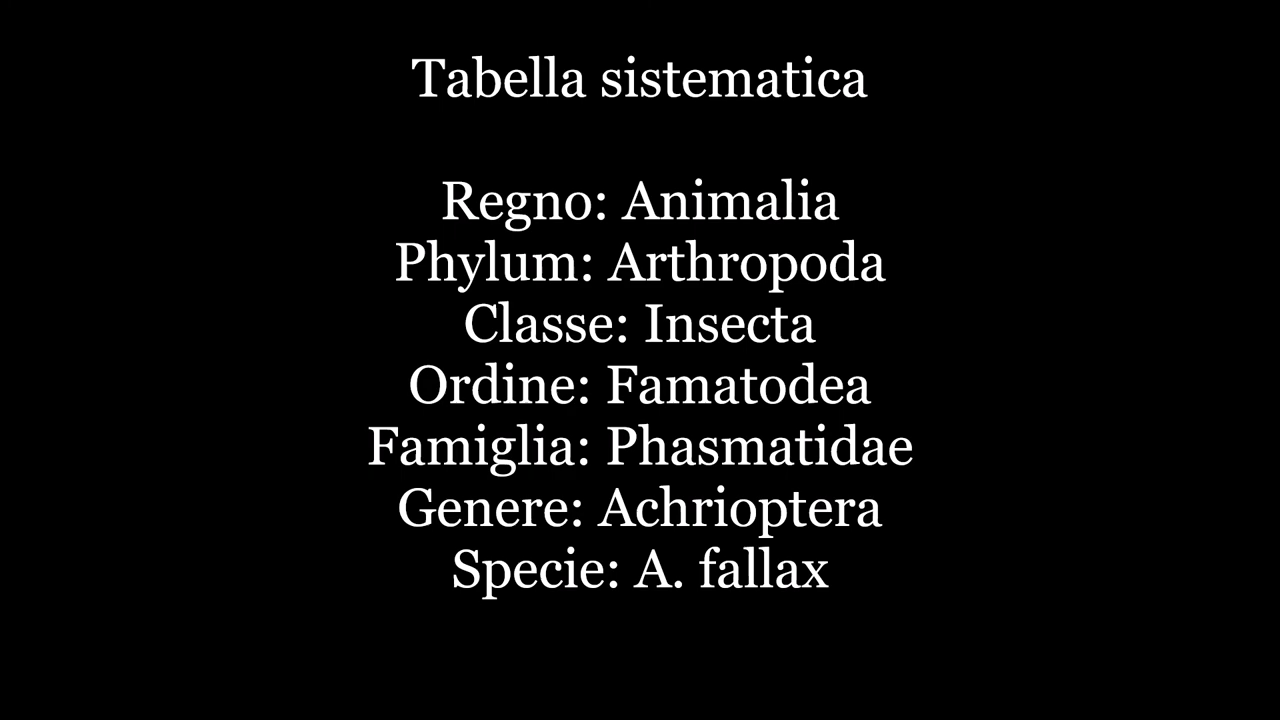 Tabella sistematica
Regno: Animalia
Phylum: Arthropoda
Classe: Insecta
Ordine: Famatodea
Famiglia: Phasmatidae
Genere: Achrioptera
Specie: A. fallax